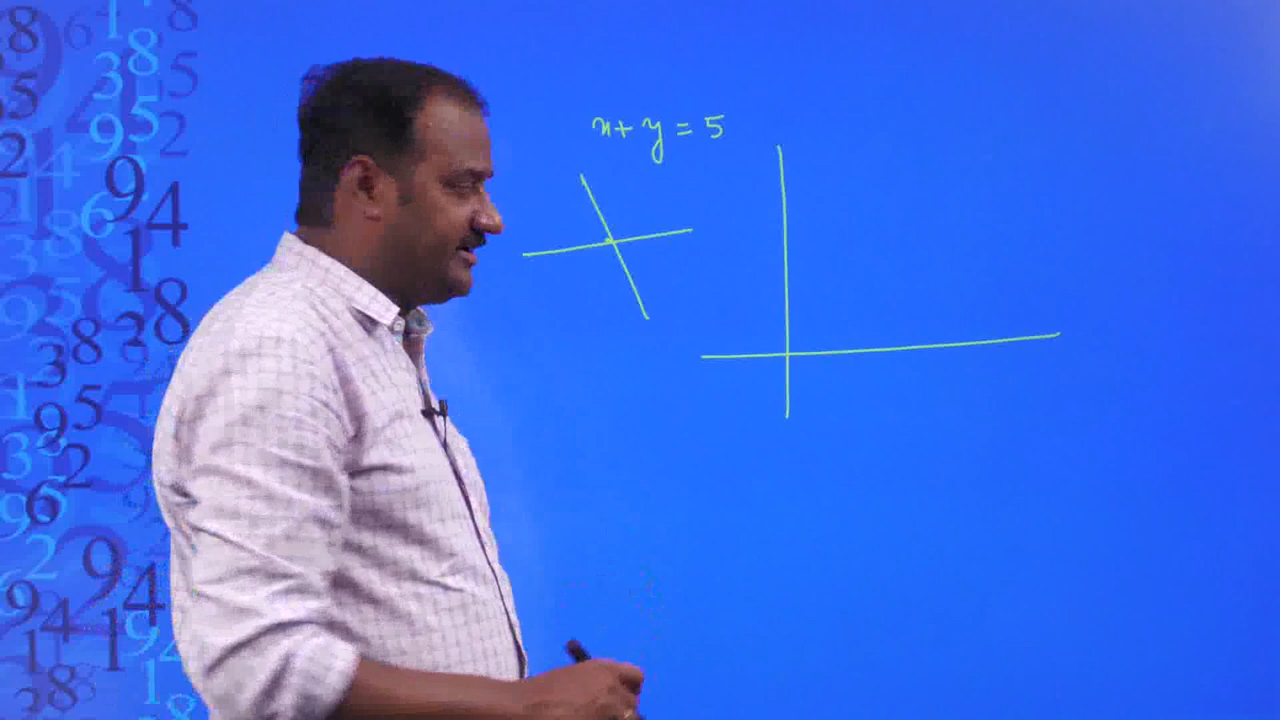 x + y = 5